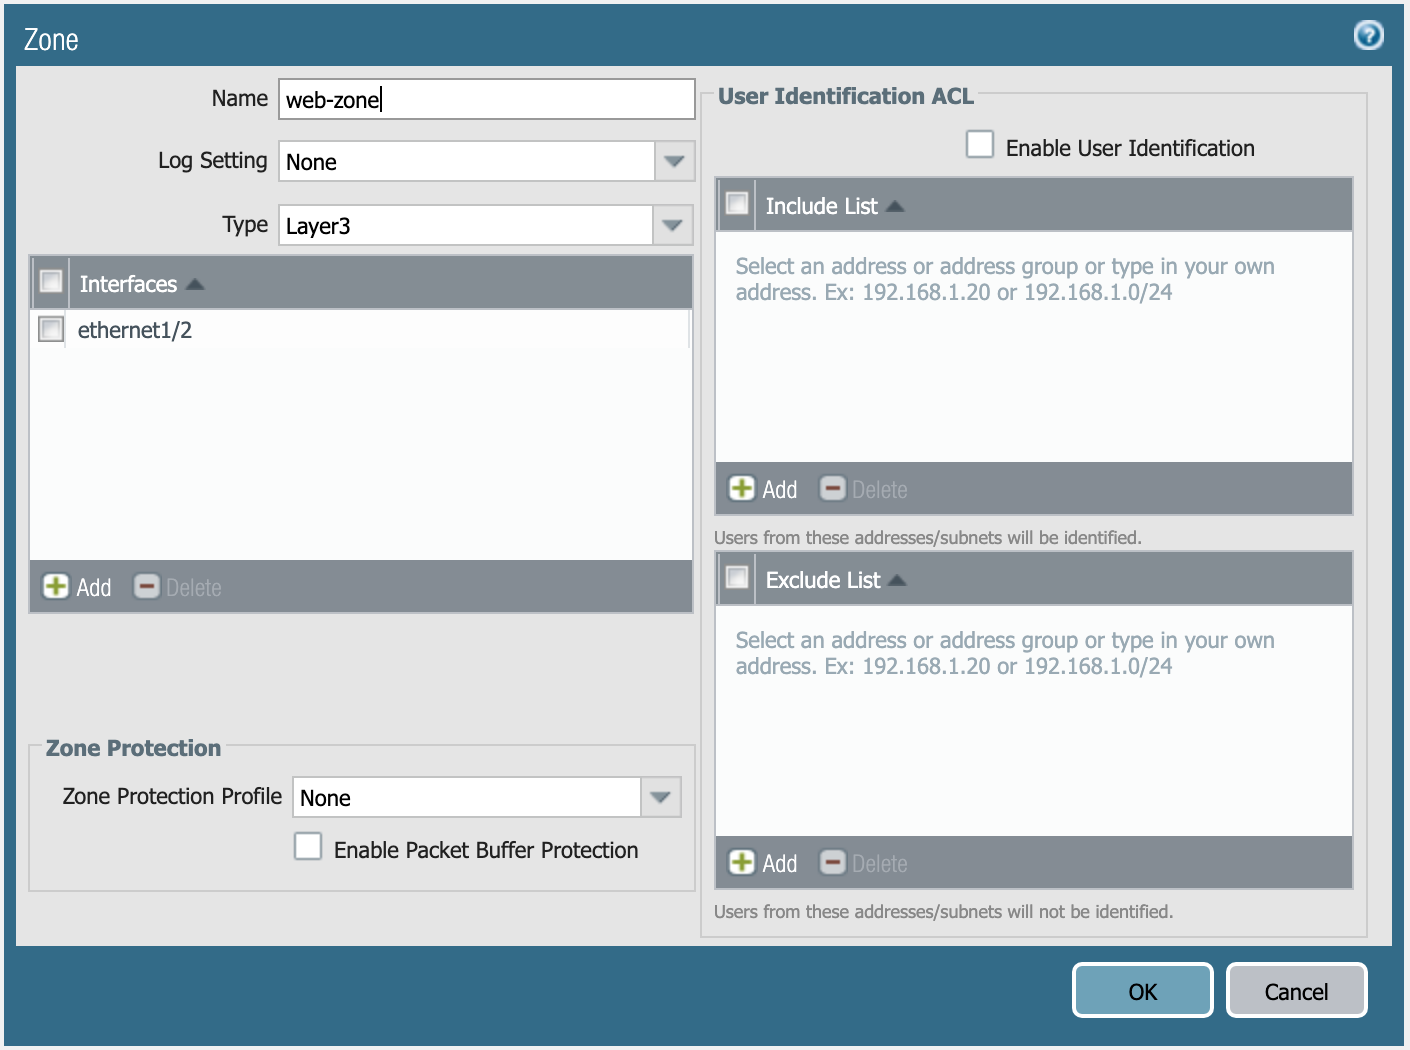 Zone
Name web-zone
Log Setting None
Type Layer3
Interfaces
ethernet1/2
Add Delete
Zone Protection
Zone Protection Profile None
Enable Packet Buffer Protection
User Identification ACL
Enable User Identification
Include List
Select an address or address group or type in your own
address. Ex: 192.168.1.20 or 192.168.1.0/24
Add Delete
Users from these addresses/subnets will be identified.
Exclude List
Select an address or address group or type in your own
address. Ex: 192.168.1.20 or 192.168.1.0/24
Add Delete
Users from these addresses/subnets will not be identified.
OK Cancel